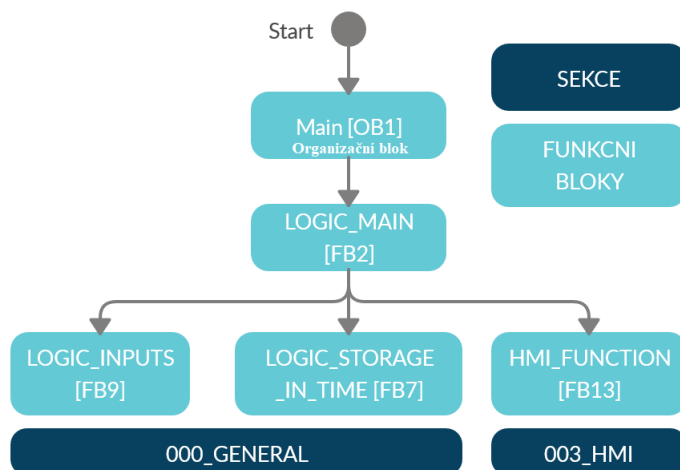 Start
SEKCE
Main [OB1]
Organizační blok
FUNKCNI
BLOKY
LOGIC_MAIN
[FB2]
LOGIC_INPUTS
[FB9]
LOGIC_STORAGE
_IN_TIME [FB7]
HMI_FUNCTION
[FB13]
000_GENERAL
003_HMI